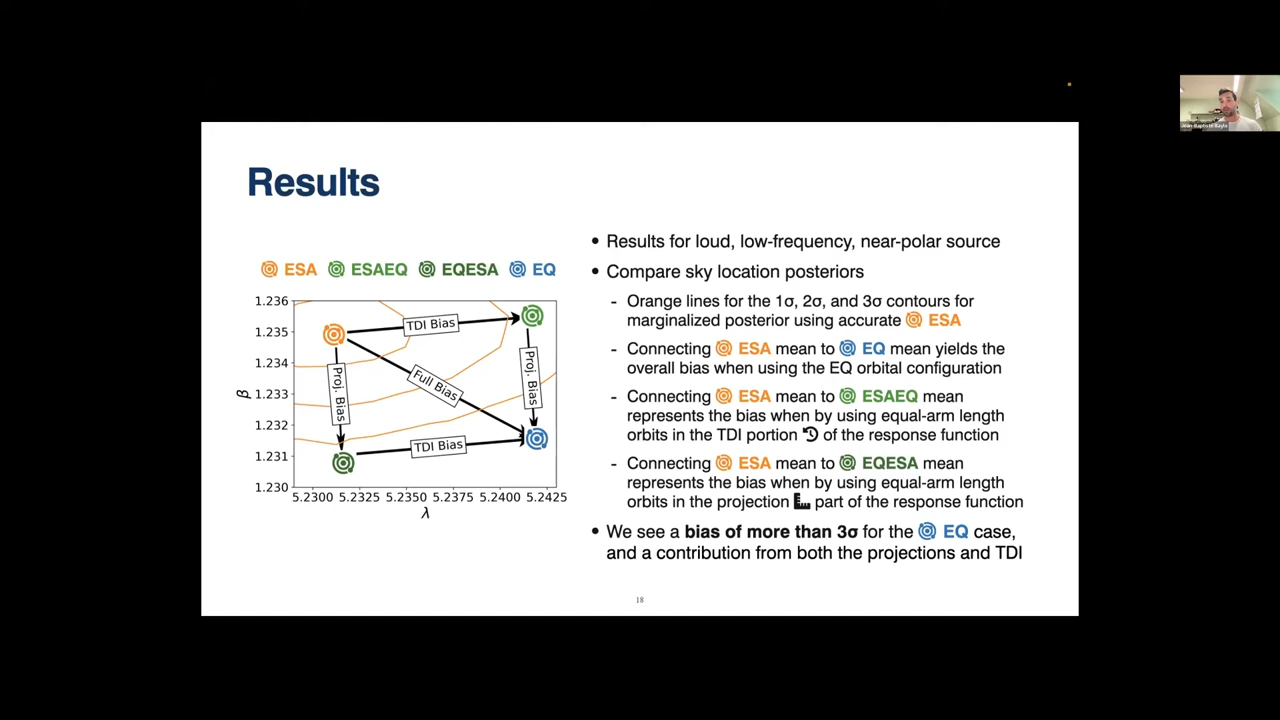 Results
ESA ESAEQ EQESA EQ
1.236
1.235
1.234
1.233
1.232
1.231
1.230
β
TDI Bias
Proj. Bias
Full Bias
Proj. Bias
TDI Bias
5.2300 5.2325 5.2350 5.2375 5.2400 5.2425
λ
• Results for loud, low-frequency, near-polar source
• Compare sky location posteriors
- Orange lines for the 1σ, 2σ, and 3σ contours for
marginalized posterior using accurate ESA
- Connecting ESA mean to EQ mean yields the
overall bias when using the EQ orbital configuration
- Connecting ESA mean to ESAEQ mean
represents the bias when by using equal-arm length
orbits in the TDI portion of the response function
- Connecting ESA mean to EQESA mean
represents the bias when by using equal-arm length
orbits in the projection part of the response function
• We see a bias of more than 3σ for the EQ case,
and a contribution from both the projections and TDI
18
Jean-Baptiste Bayle